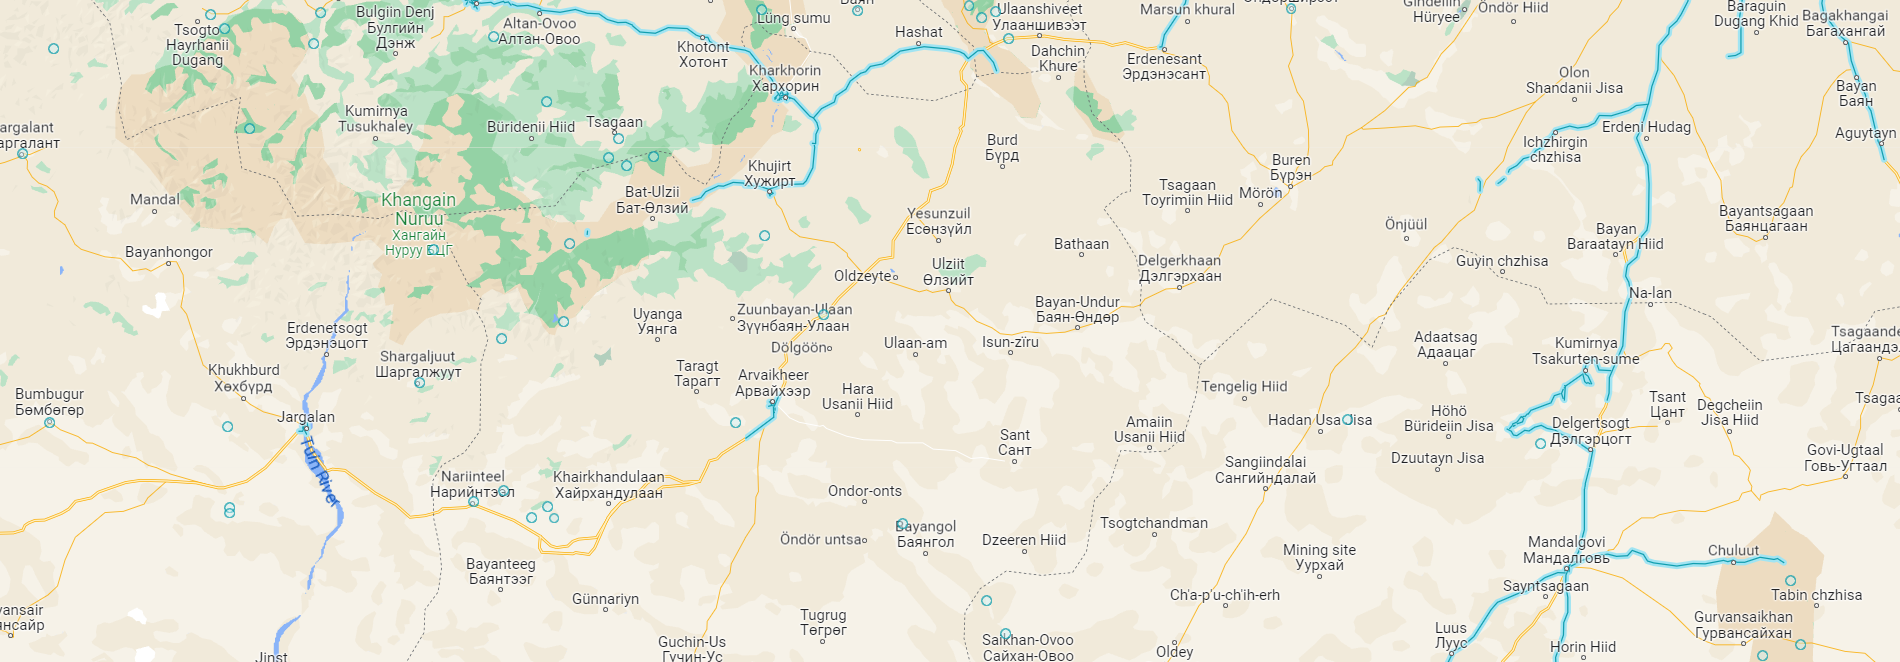 Bulgiin Denj
Булгийн
Дэнж
Tsogto
Hayrhanii
Dugang
Altan-Ovoo
Алтан-Овоо
Khotont
Хотонт
Lüng sumu
Баян
Hashat
Ulaanshiveet
Улааншивээт
Dahchin
Khure
Marsun khural
Erdenesant
Эрдэнэсант
Öndör Hiid
Hüryee
Baraguin
Dugang Khid
Bagakhangai
Багахангай
Olon
Shandanii Jisa
Bayan
Баян
Aguytayn
Erdeni Hudag
Ichzhirgin
chzhisa
Kharkhorin
Хархорин
Kumirnya
Tusukhaley
Büridenii Hiid
Tsagaan
Burd
Бүрд
Buren
Бүрэн
Mörön
Tsagaan
Toyrimiin Hiid
Khujirt
Хужирт
Bat-Ulzii
Бат-Өлзий
Mandal
Khangain
Nuruu
Хангайн
Нуруу БЦГ
Bayanhongor
Yesunzuil
Есөнзүйл
Bathaan
Önjüül
Bayan
Baraatayn Hiid
Bayantsagaan
Баянцагаан
Guyin chzhisa
Delgerkhaan
Дэлгэрхаан
Oldzeyte
Ulziit
Өлзийт
Na-lan
Bayan-Undur
Баян-Өндөр
Uyanga
Уянга
Zuunbayan-Ulaan
Зүүнбаян-Улаан
Dölgöön
Ulaan-am
Isun-zïru
Erdenetsogt
Эрдэнэцогт
Shargaljuut
Шаргалжуут
Khukhburd
Хөхбүрд
Adaatsag
Адаацаг
Kumirnya
Tsakurten-sume
Taragt
Тарагт
Arvaikheer
Арвайхээр
Hara
Usanii Hiid
Tengelig Hiid
Bumbugur
Бөмбөгөр
Jargalan
Tuin River
Amaiin
Usanii Hiid
Hadan Usa Jisa
Höhö
Bürideiin Jisa
Delgertsogt
Дэлгэрцогт
Tsant
Цант
Degcheiin
Jisa Hiid
Sant
Сант
Dzuutayn Jisa
Sangiindalai
Сангийндалай
Govi-Ugtaal
Говь-Угтаал
Nariinteel
Нарийнтээл
Khairkhandulaan
Хайрхандулаан
Ondor-onts
Bayangol
Баянгол
Öndör untsa
Dzeeren Hiid
Tsogtchandman
Mining site
Уурхай
Mandalgovi
Мандалговь
Chuluut
Sayntsagaan
Tabin chzhisa
Bayanteeg
Баянтээг
Günnariyn
Ch'a-p'u-ch'ih-erh
Tugrug
Төгрөг
Guchin-Us
Гучин-Ус
Saikhan-Ovoo
Сайхан-Овоо
Oldey
Luus
Луус
Horin Hiid
Gurvansaikhan
Гурвансайхан
Jinst